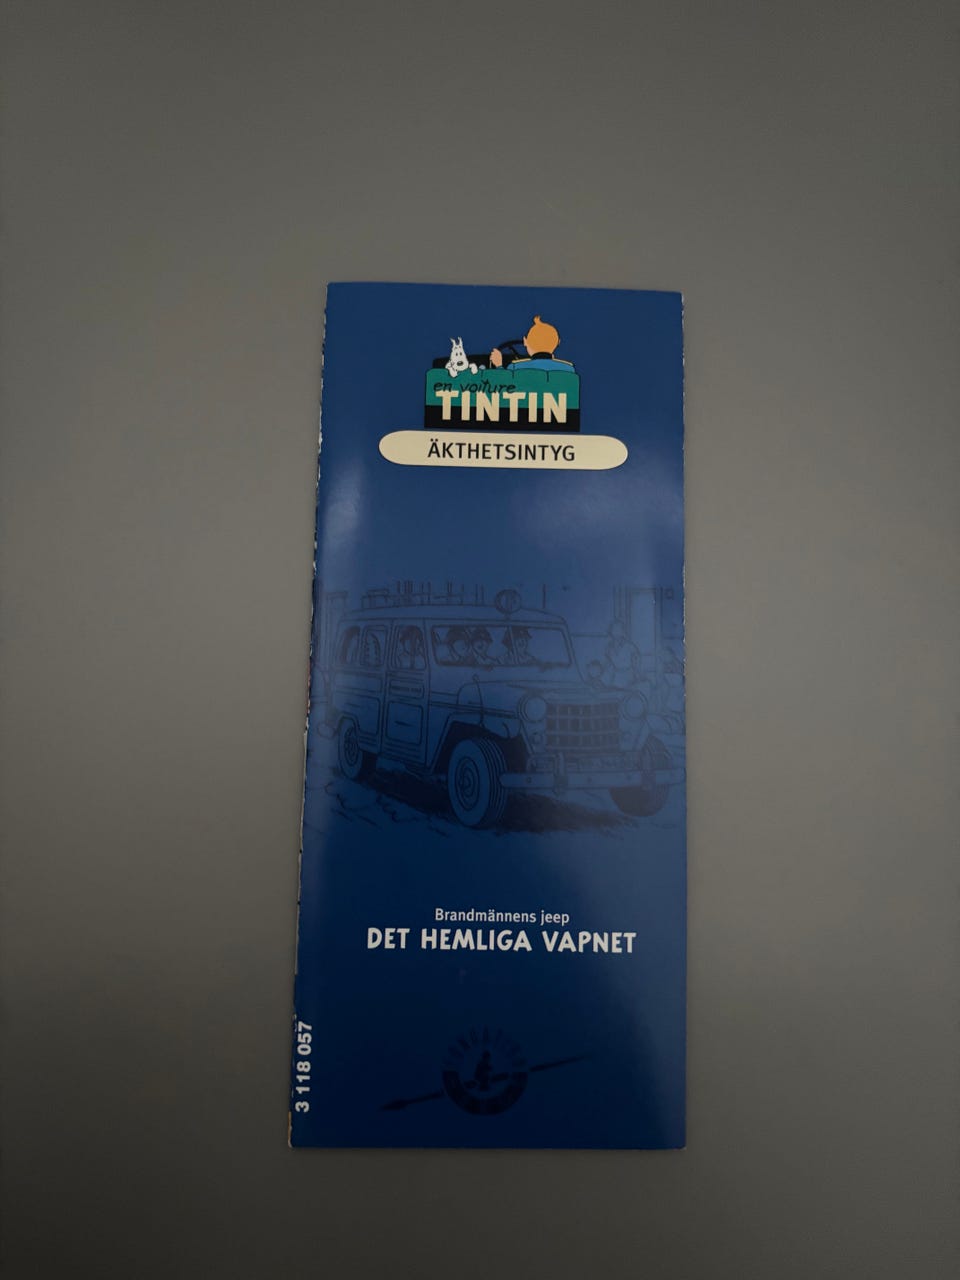 en voiture
TINTIN
ÄKTHETSINTYG
Brandmännens jeep
DET HEMLIGA VAPNET
3 118 057